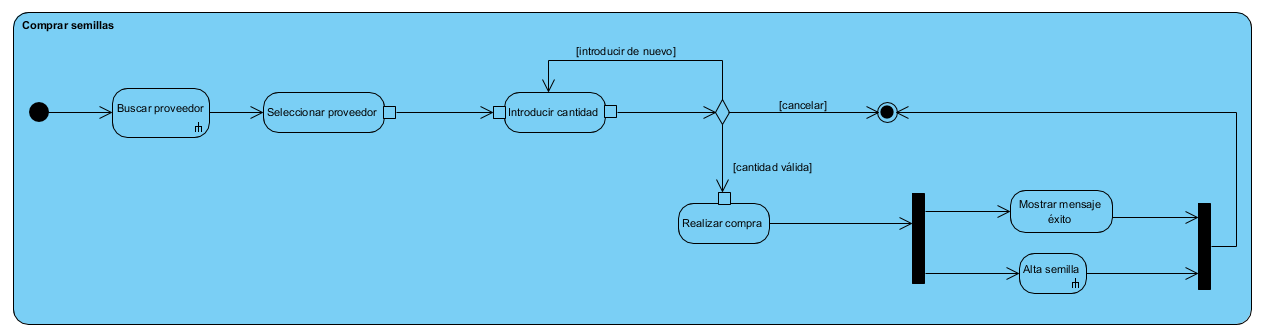 Comprar semillas
[introducir de nuevo]
Buscar proveedor
Seleccionar proveedor
Introducir cantidad
[cancelar]
[cantidad válida]
Realizar compra
Mostrar mensaje
éxito
Alta semilla